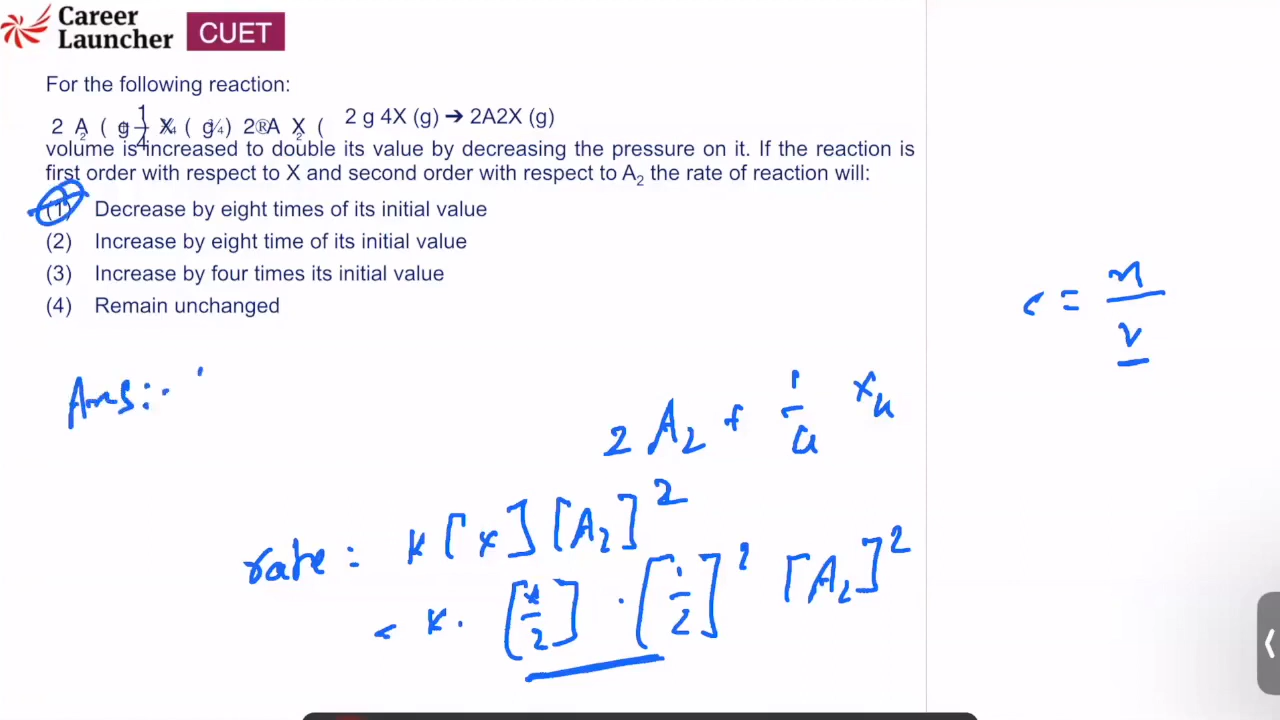 Career
Launcher
CUET
For the following reaction:
2 g 4X (g) ➔ 2A2X (g)
volume is increased to double its value by decreasing the pressure on it. If the reaction is
first order with respect to X and second order with respect to A₂ the rate of reaction will:
(1) Decrease by eight times of its initial value
(2) Increase by eight time of its initial value
(3) Increase by four times its initial value
(4) Remain unchanged
c = n/v
Ans:-
2 A₂ +
rate = k [x] [A₂]²
k. [x/2] . [1/2]² [A₂]²